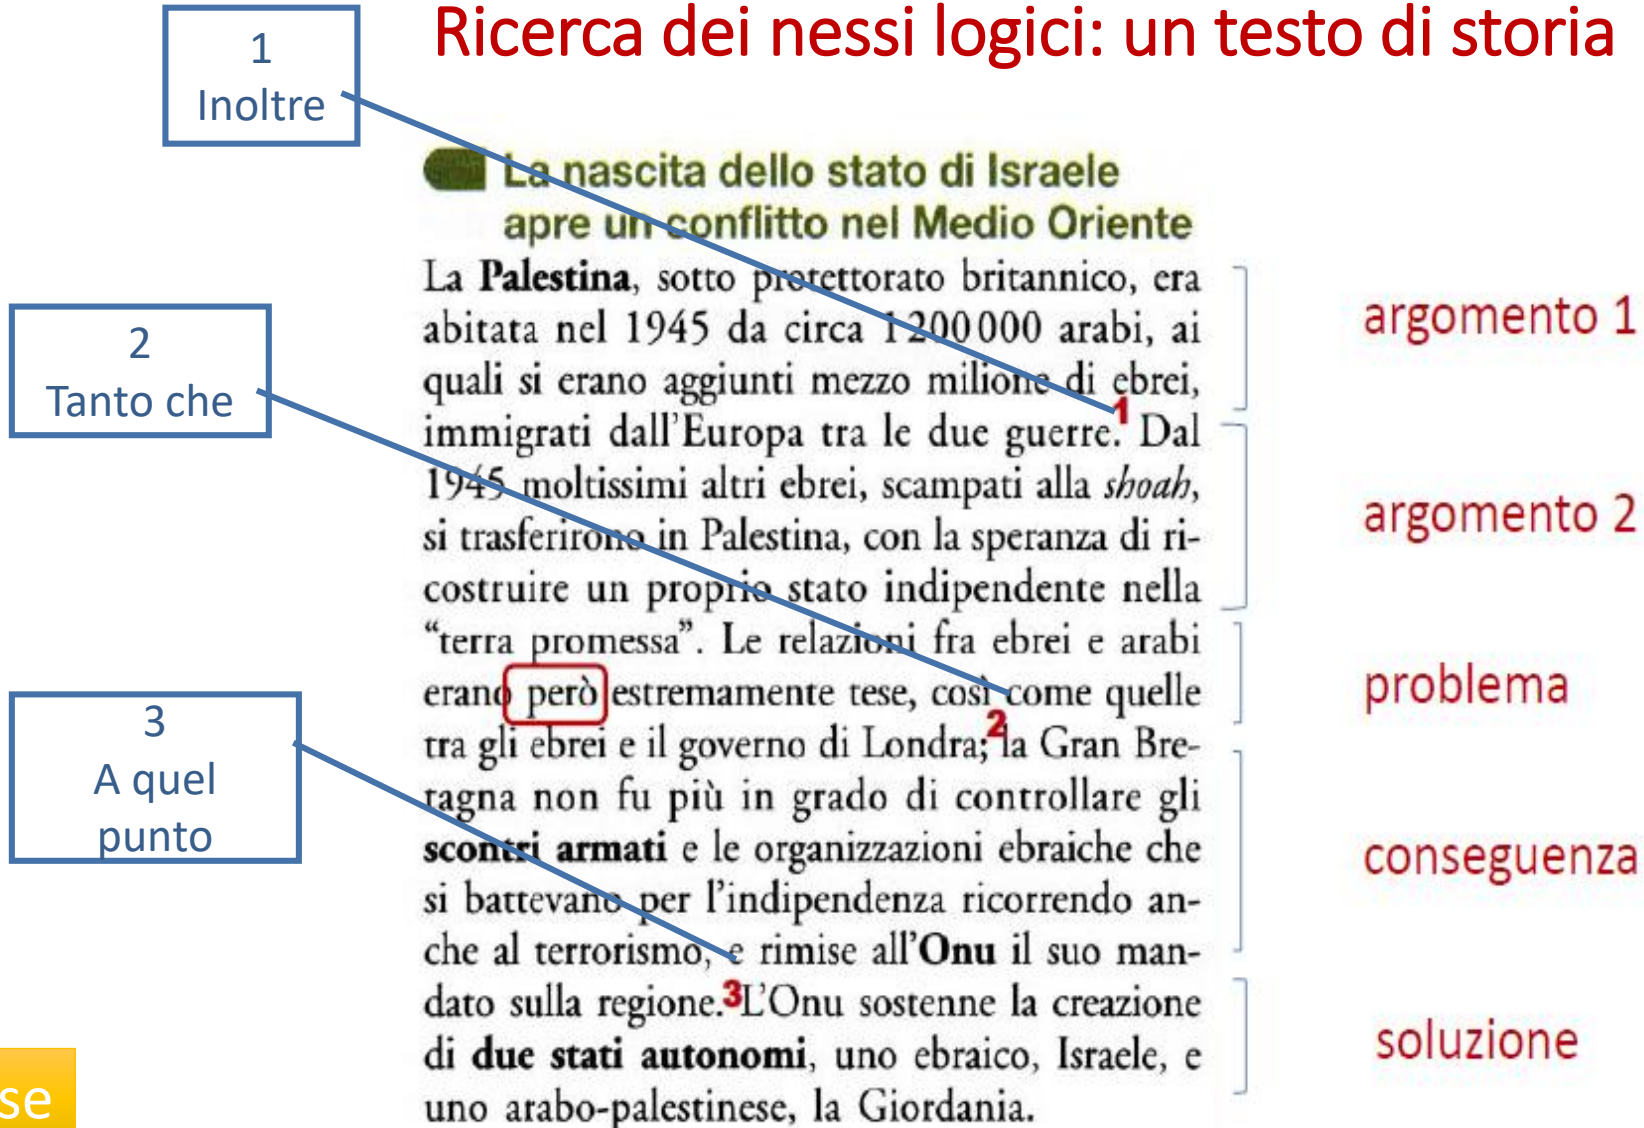 Ricerca dei nessi logici: un testo di storia
1
Inoltre
2
Tanto che
3
A quel
punto
La nascita dello stato di Israele
apre un conflitto nel Medio Oriente
La Palestina, sotto protettorato britannico, era
abitata nel 1945 da circa 1 200 000 arabi, ai
quali si erano aggiunti mezzo milione di ebrei,
immigrati dall'Europa tra le due guerre.1 Dal
1945 moltissimi altri ebrei, scampati alla shoah,
si trasferirono in Palestina, con la speranza di ri-
costruire un proprio stato indipendente nella
“terra promessa”. Le relazioni fra ebrei e arabi
erano però estremamente tese, così come quelle
tra gli ebrei e il governo di Londra;2 la Gran Bre-
tagna non fu più in grado di controllare gli
scontri armati e le organizzazioni ebraiche che
si battevano per l'indipendenza ricorrendo an-
che al terrorismo, e rimise all'Onu il suo man-
dato sulla regione.3 L'Onu sostenne la creazione
di due stati autonomi, uno ebraico, Israele, e
uno arabo-palestinese, la Giordania.
argomento 1
argomento 2
problema
conseguenza
soluzione
se